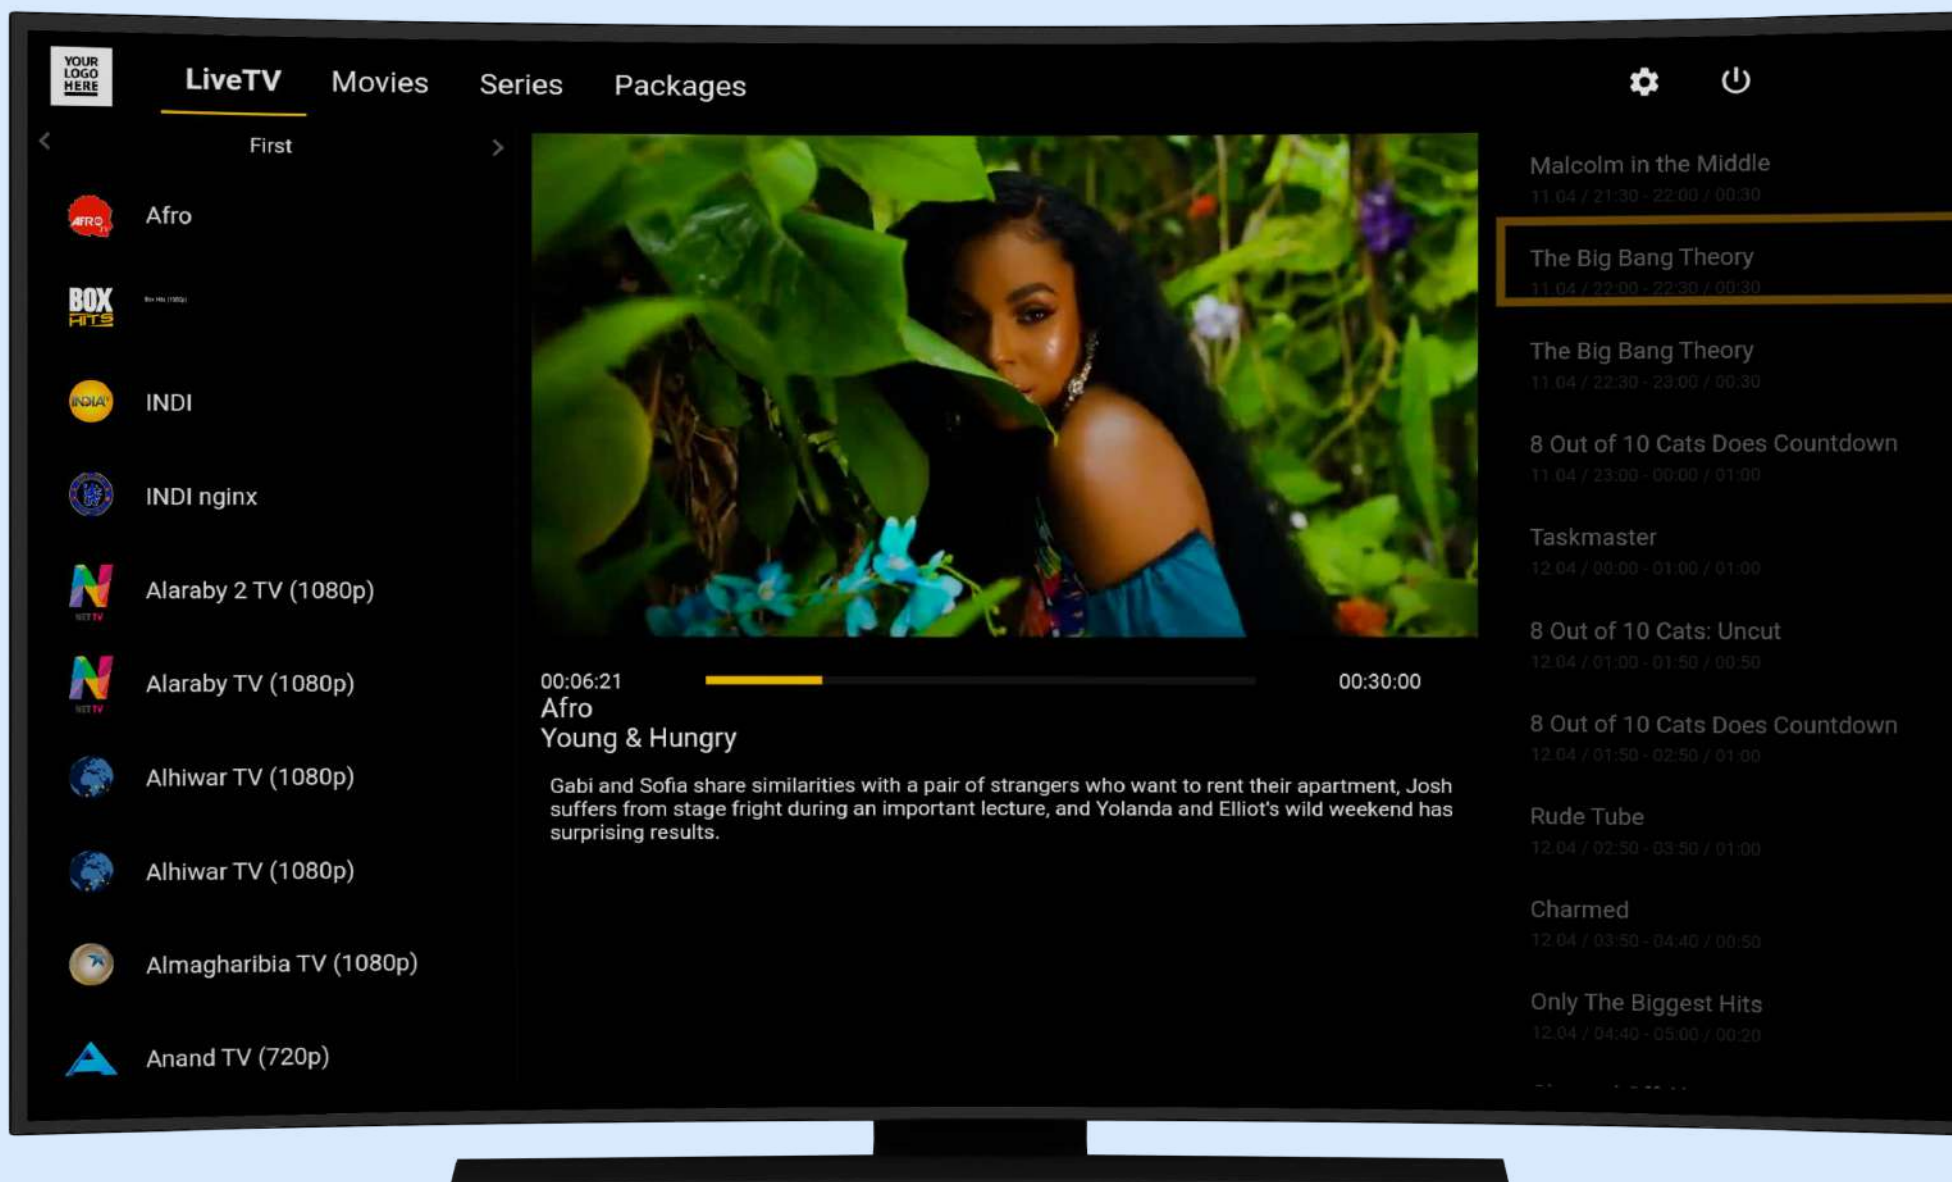 YOUR
LOGO
HERE
LiveTV
Movies
Series
Packages
First
AFRO
TV
Afro
BOX
HITS
Box Hits (1080p)
INDIA
INDI
INDI nginx
NET TV
Alaraby 2 TV (1080p)
NET TV
Alaraby TV (1080p)
Alhiwar TV (1080p)
Alhiwar TV (1080p)
Almagharibia TV (1080p)
Anand TV (720p)
00:06:21
00:30:00
Afro
Young & Hungry
Gabi and Sofia share similarities with a pair of strangers who want to rent their apartment, Josh
suffers from stage fright during an important lecture, and Yolanda and Elliot's wild weekend has
surprising results.
Malcolm in the Middle
11.04 / 21:30 - 22:00 / 00:30
The Big Bang Theory
11.04 / 22:00 - 22:30 / 00:30
The Big Bang Theory
11.04 / 22:30 - 23:00 / 00:30
8 Out of 10 Cats Does Countdown
11.04 / 23:00 - 00:00 / 01:00
Taskmaster
12.04 / 00:00 - 01:00 / 01:00
8 Out of 10 Cats: Uncut
12.04 / 01:00 - 01:50 / 00:50
8 Out of 10 Cats Does Countdown
12.04 / 01:50 - 02:50 / 01:00
Rude Tube
12.04 / 02:50 - 03:50 / 01:00
Charmed
12.04 / 03:50 - 04:40 / 00:50
Only The Biggest Hits
12.04 / 04:40 - 05:00 / 00:20